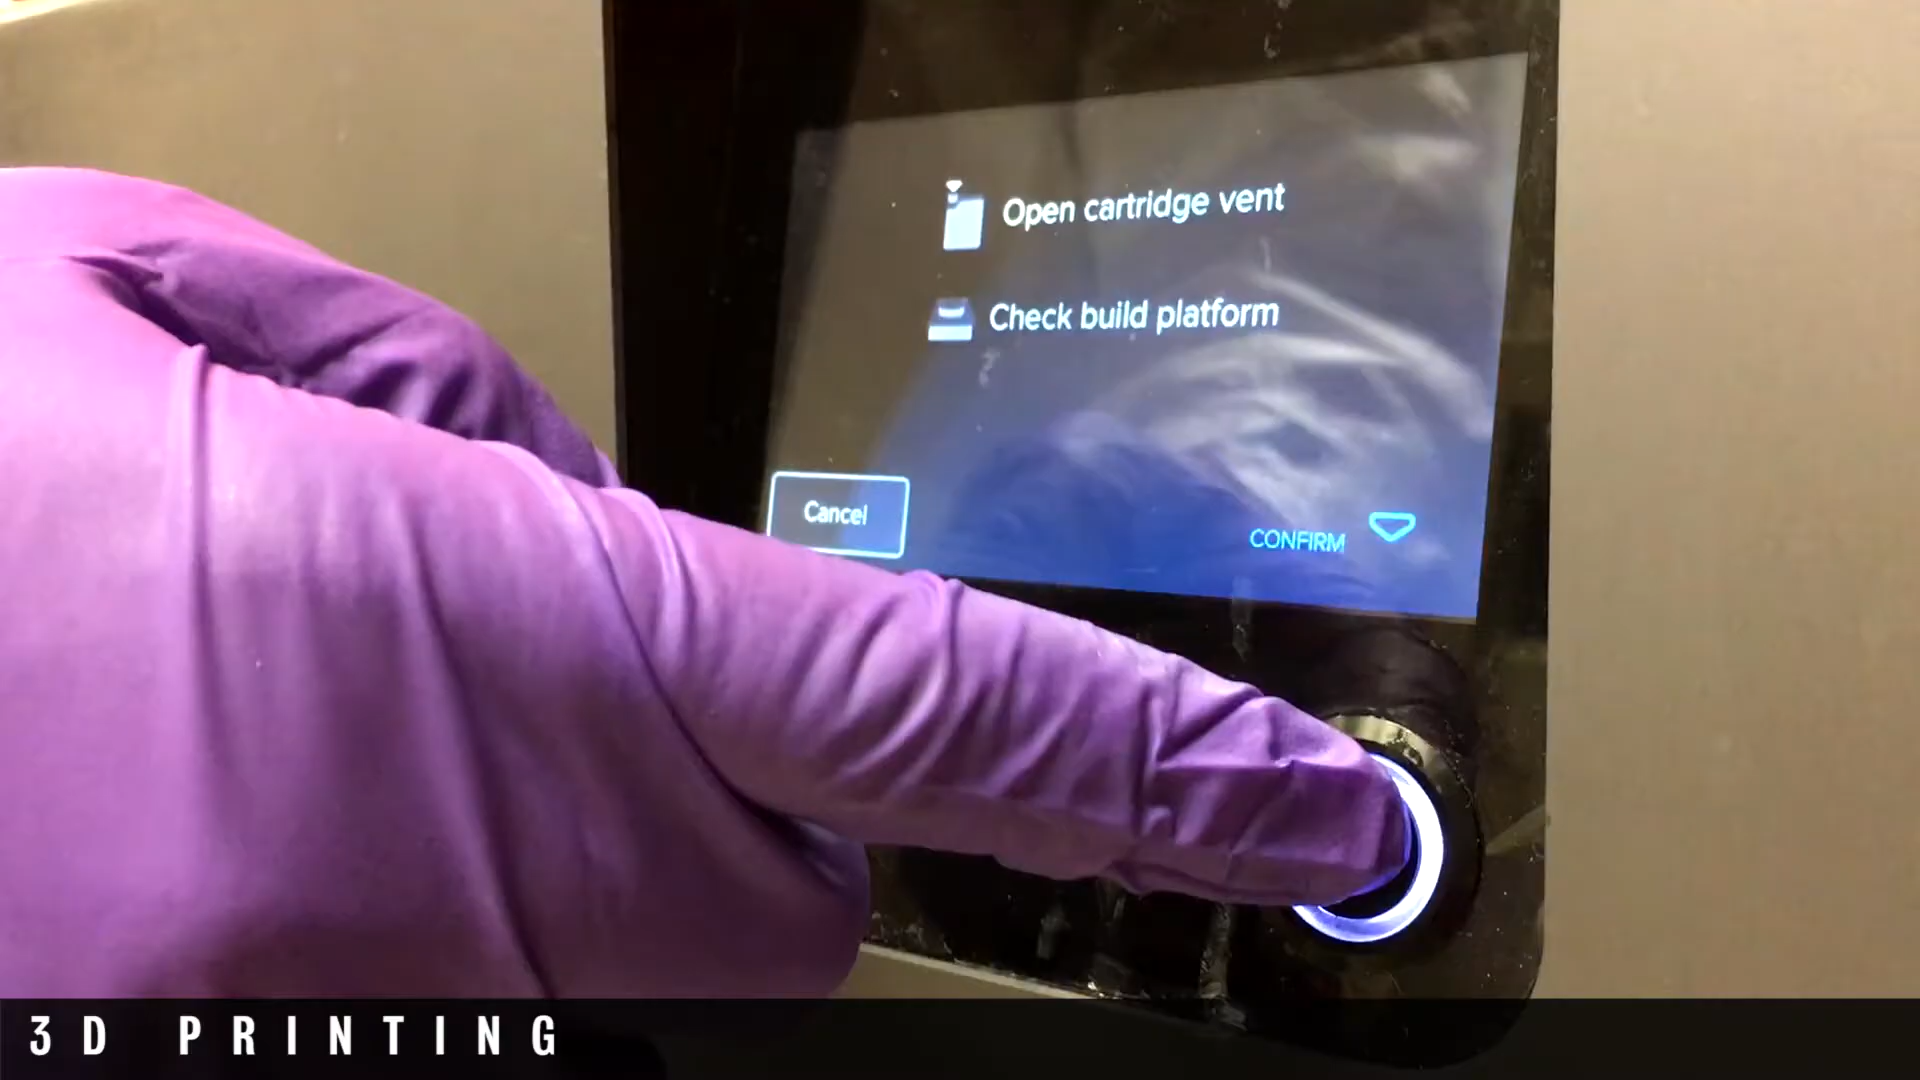 Open cartridge vent
Check build platform
Cancel
CONFIRM
3D PRINTING